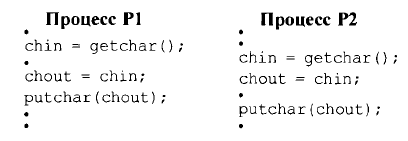 Процесс P1
•
chin = getchar();
•
chout = chin;
putchar(chout);
•
•
Процесс P2
•
•
chin = getchar();
chout = chin;
•
putchar(chout);
•
•